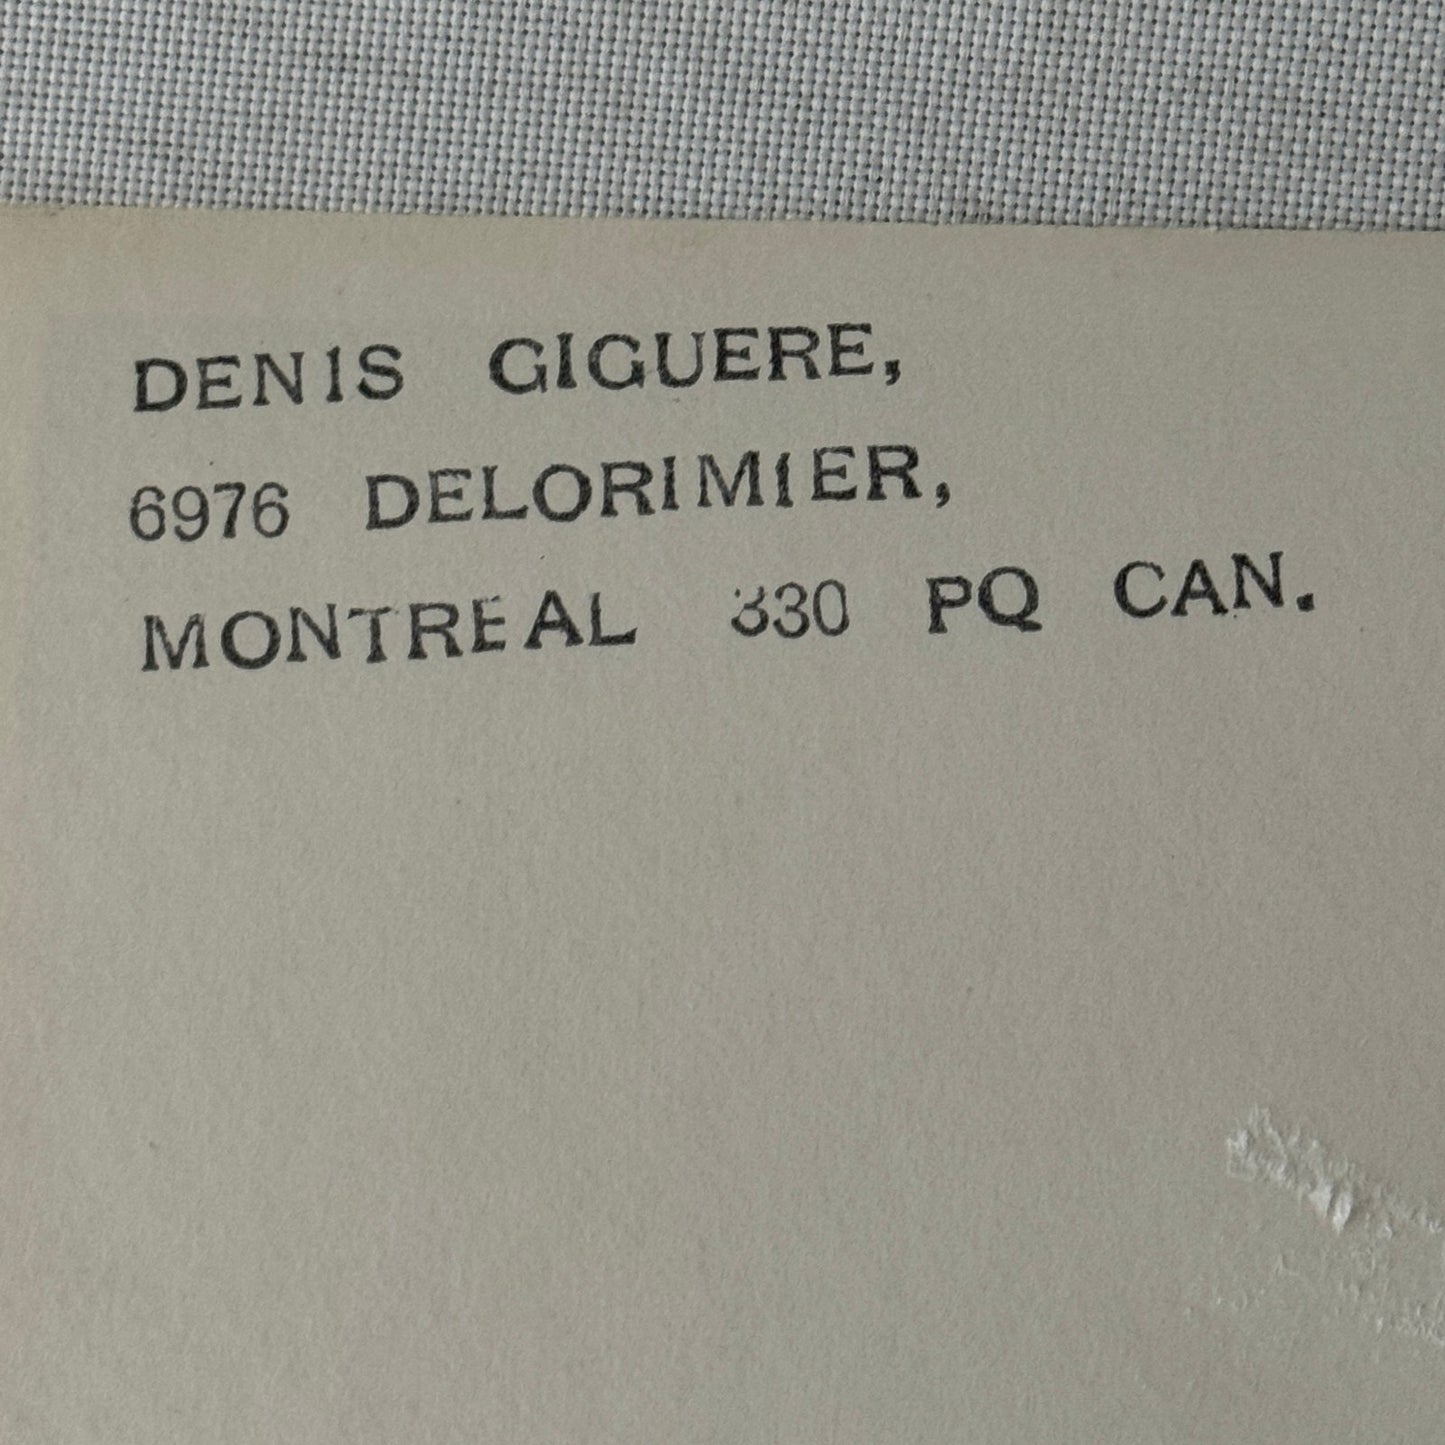 DENIS GIGUERE,
6976 DELORIMIER,
MONTREAL 330 PQ CAN.